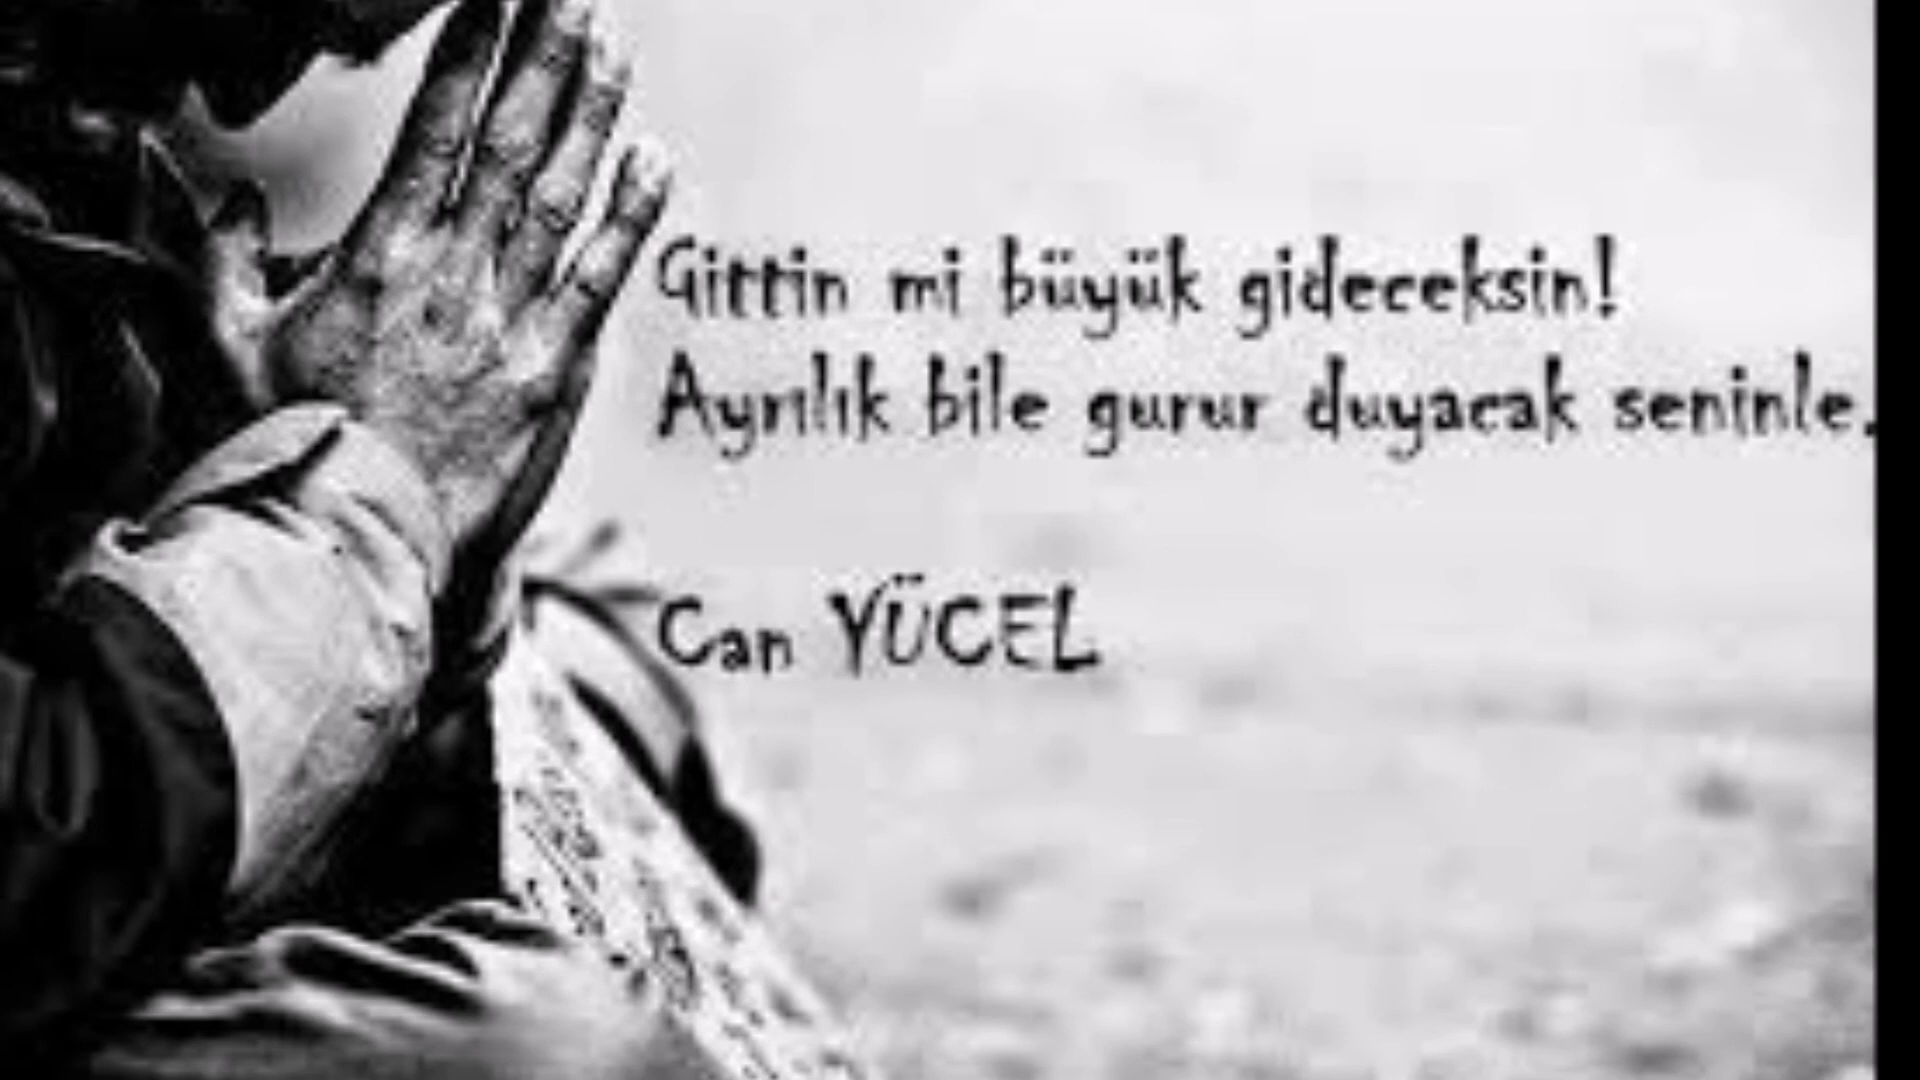 Gittin mi büyük gideceksin!
Ayrılık bile gurur duyacak seninle.
Can YÜCEL